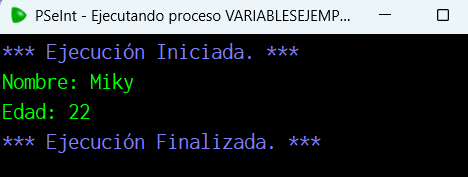 PSeInt - Ejecutando proceso VARIABLESEJEMP...
*** Ejecución Iniciada. ***
Nombre: Miky
Edad: 22
*** Ejecución Finalizada. ***